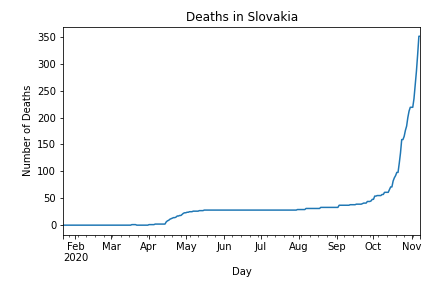 Deaths in Slovakia
Number of Deaths
350
300
250
200
150
100
50
0
Feb Mar Apr May Jun Jul Aug Sep Oct Nov
2020
Day